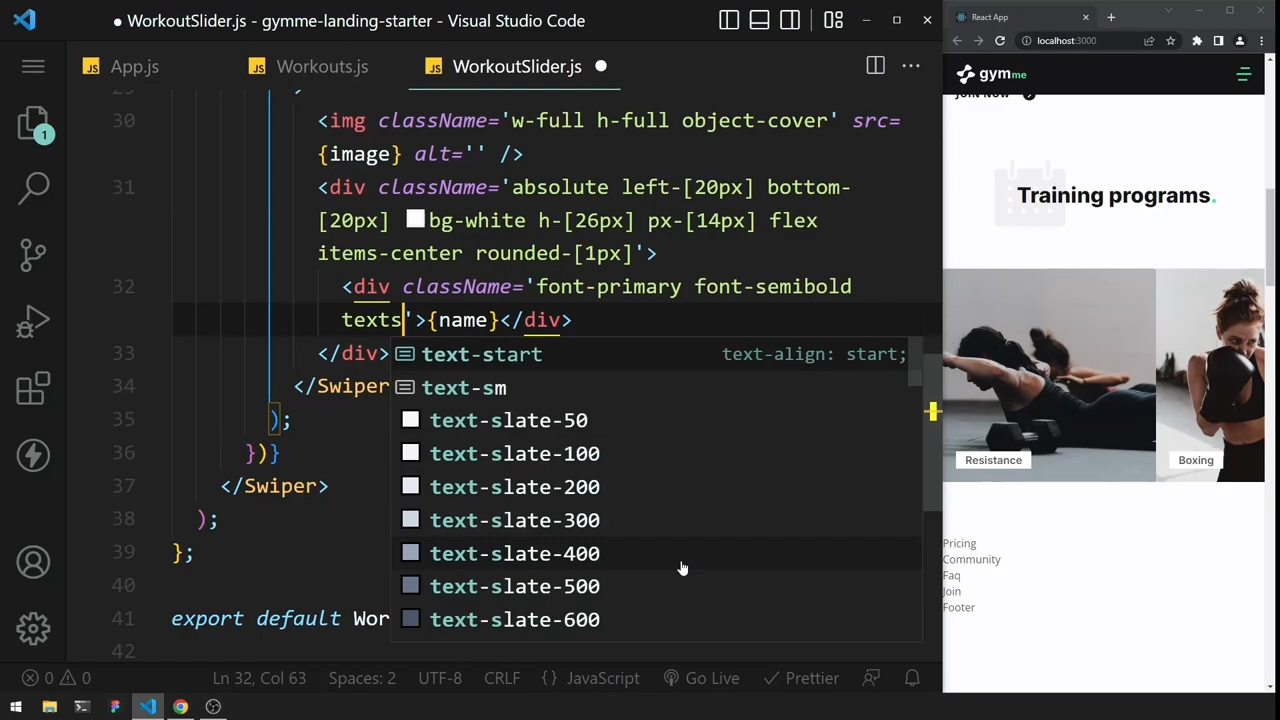 WorkoutSlider.js - gymme-landing-starter - Visual Studio Code
React App
App.js
Workouts.js
WorkoutSlider.js
localhost:3000
gymme
JOIN NOW
30 <img className='w-full h-full object-cover' src=
{image} alt='' />
31 <div className='absolute left-[20px] bottom-
[20px] bg-white h-[26px] px-[14px] flex
items-center rounded-[1px]'>
32 <div className='font-primary font-semibold
texts'>{name}</div>
33 </div>
34 </Swiper
35 );
36 })}
37 </Swiper>
38 );
39 };
40
41 export default Wor
42
text-start text-align: start;
text-sm
text-slate-50
text-slate-100
text-slate-200
text-slate-300
text-slate-400
text-slate-500
text-slate-600
1
0 0
Ln 32, Col 63
Spaces: 2
UTF-8
CRLF
{} JavaScript
Go Live
Prettier
Training programs.
Resistance
Boxing
Pricing
Community
Faq
Join
Footer